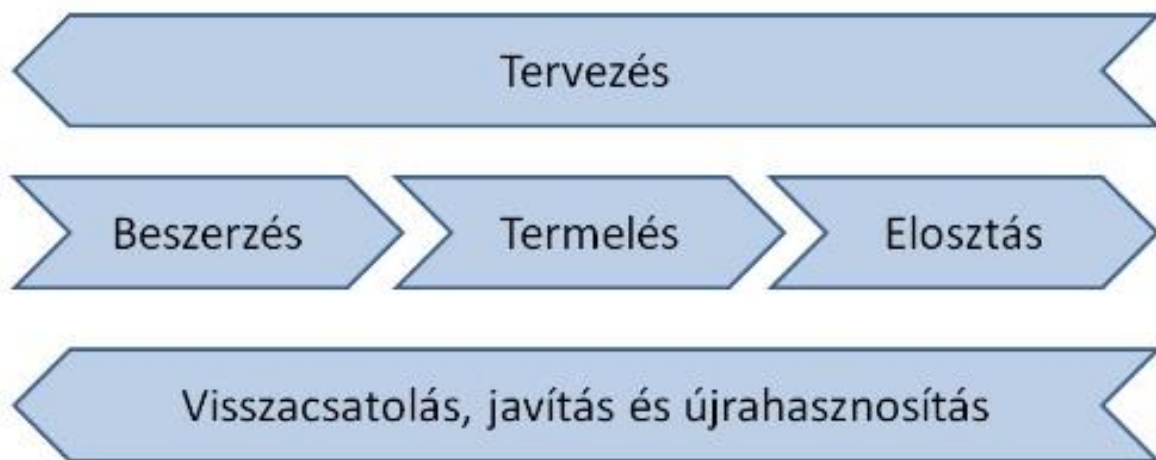 Tervezés
Beszerzés
Termelés
Elosztás
Visszacsatolás, javítás és újrahasznosítás